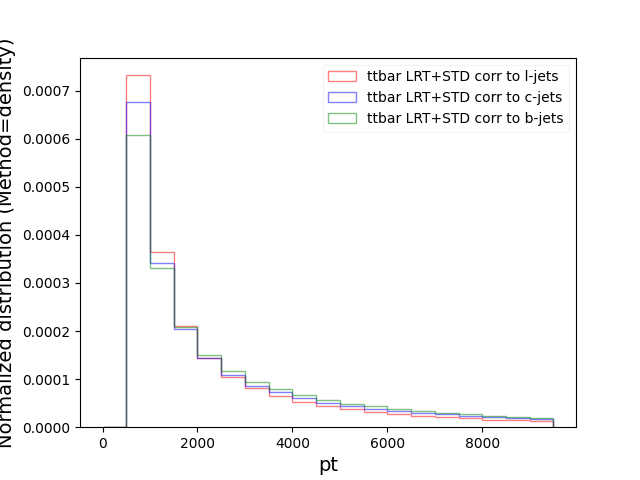 Normalized distribution (Method=density)
0.0007
0.0006
0.0005
0.0004
0.0003
0.0002
0.0001
0.0000
0 2000 4000 6000 8000
pt
ttbar LRT+STD corr to l-jets
ttbar LRT+STD corr to c-jets
ttbar LRT+STD corr to b-jets